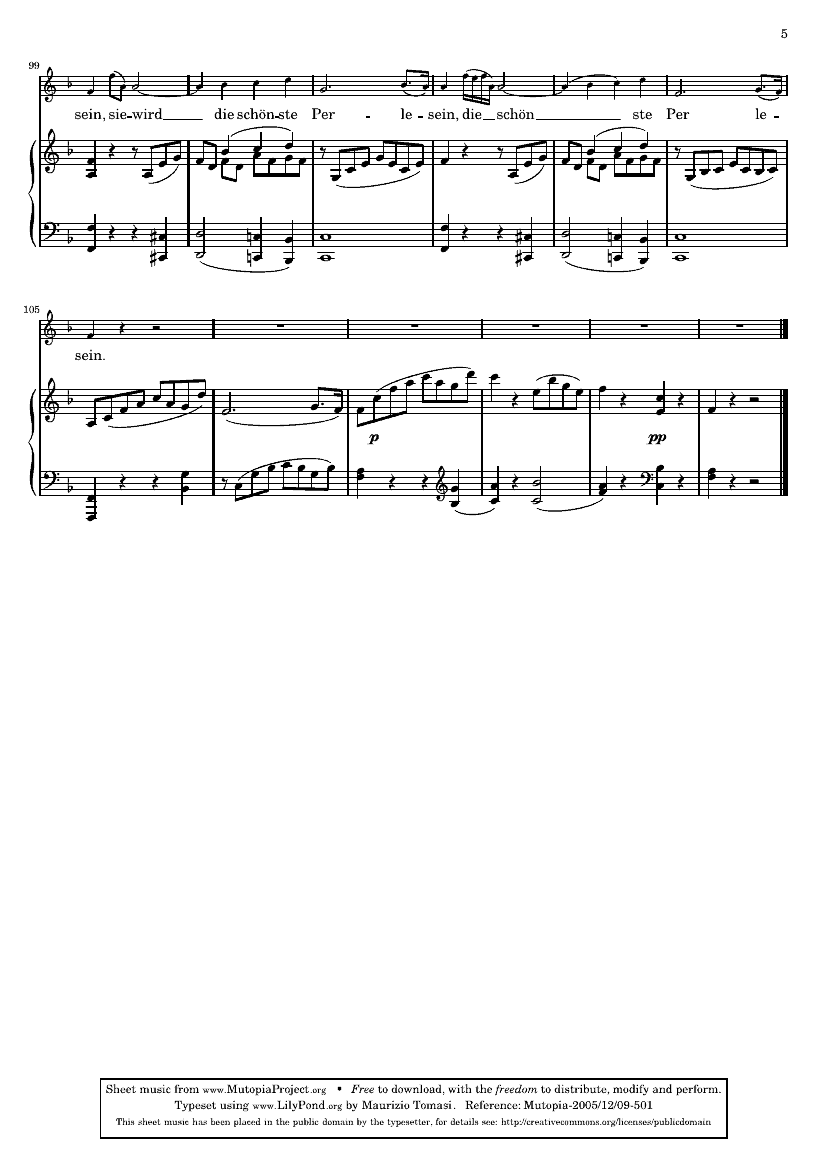 5
99
sein, sie-wird____ die schön-ste Per - le - sein, die_schön________ ste Per le -
105
sein.
p pp
Sheet music from www.MutopiaProject.org • Free to download, with the freedom to distribute, modify and perform.
Typeset using www.LilyPond.org by Maurizio Tomasi. Reference: Mutopia-2005/12/09-501
This sheet music has been placed in the public domain by the typesetter, for details see: http://creativecommons.org/licenses/publicdomain